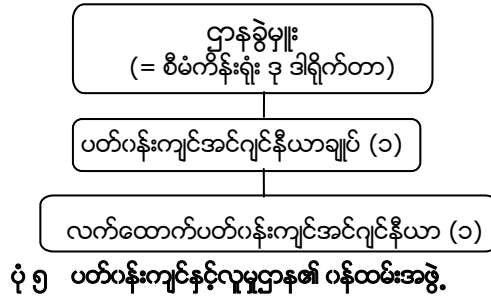 ဌာနခွဲမှူး
(= စီမံကိန်းရုံး ဒု ဒါရိုက်တာ)
ပတ်ဝန်းကျင်အင်ဂျင်နီယာချုပ် (၁)
လက်ထောက်ပတ်ဝန်းကျင်အင်ဂျင်နီယာ (၁)
ပုံ ၅ ပတ်ဝန်းကျင်နှင့်လူမှုဌာန၏ ဝန်ထမ်းအဖွဲ့